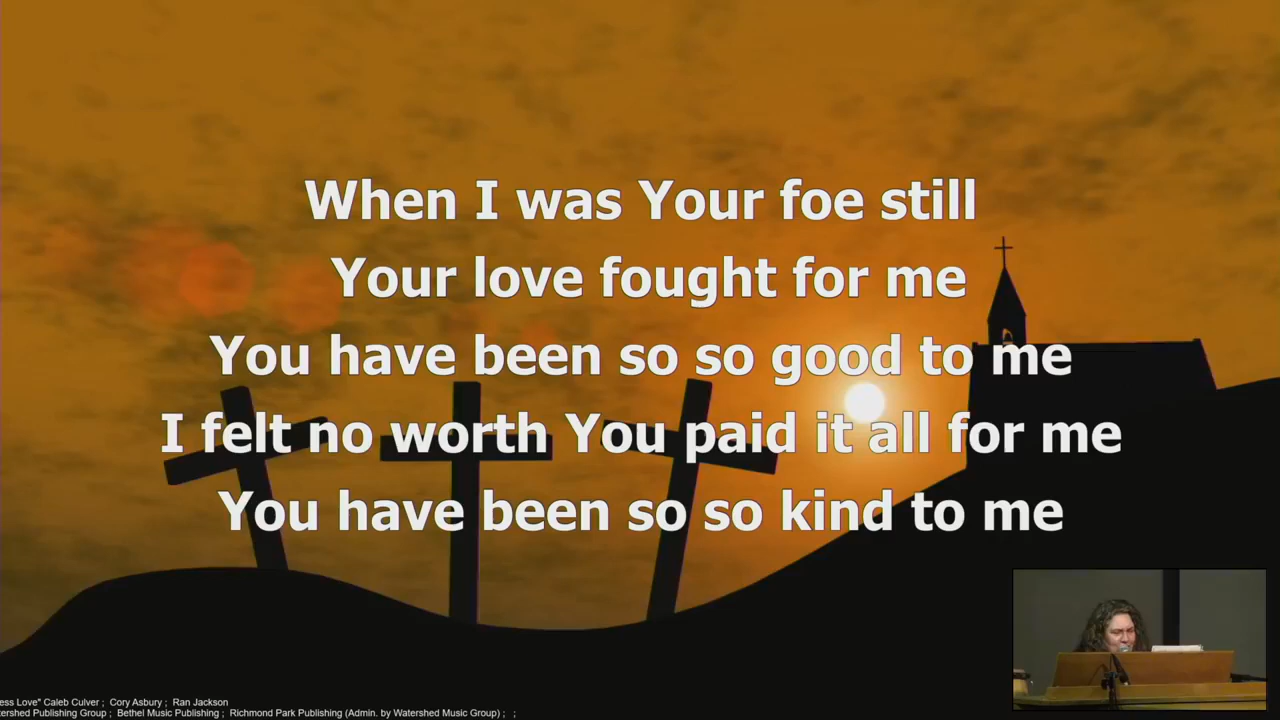 When I was Your foe still
Your love fought for me
You have been so so good to me
I felt no worth You paid it all for me
You have been so so kind to me
ess Love" Caleb Culver ; Cory Asbury ; Ran Jackson
tershed Publishing Group ; Bethel Music Publishing ; Richmond Park Publishing (Admin. by Watershed Music Group) ; ;